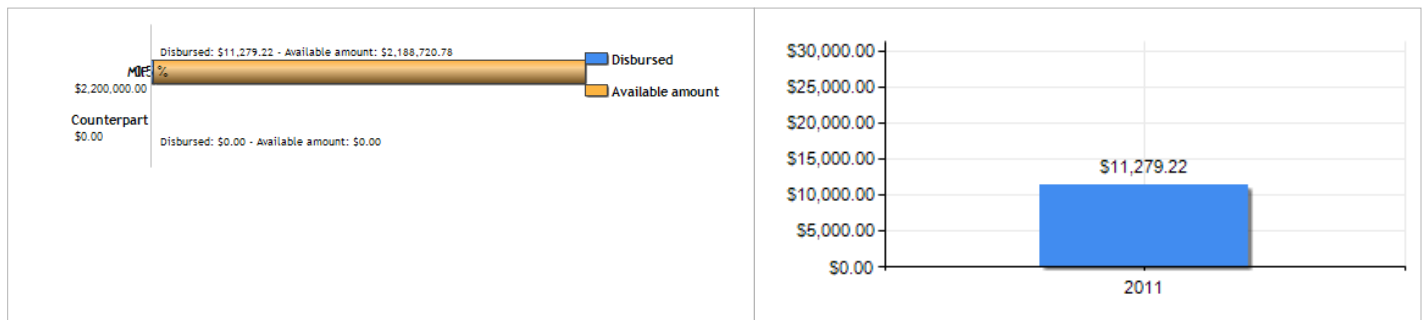 Disbursed: $11,279.22 - Available amount: $2,188,720.78
MIF
%
$2,200,000.00
Counterpart
$0.00
Disbursed: $0.00 - Available amount: $0.00
Disbursed
Available amount
$30,000.00
$25,000.00
$20,000.00
$15,000.00
$10,000.00
$5,000.00
$0.00
$11,279.22
2011